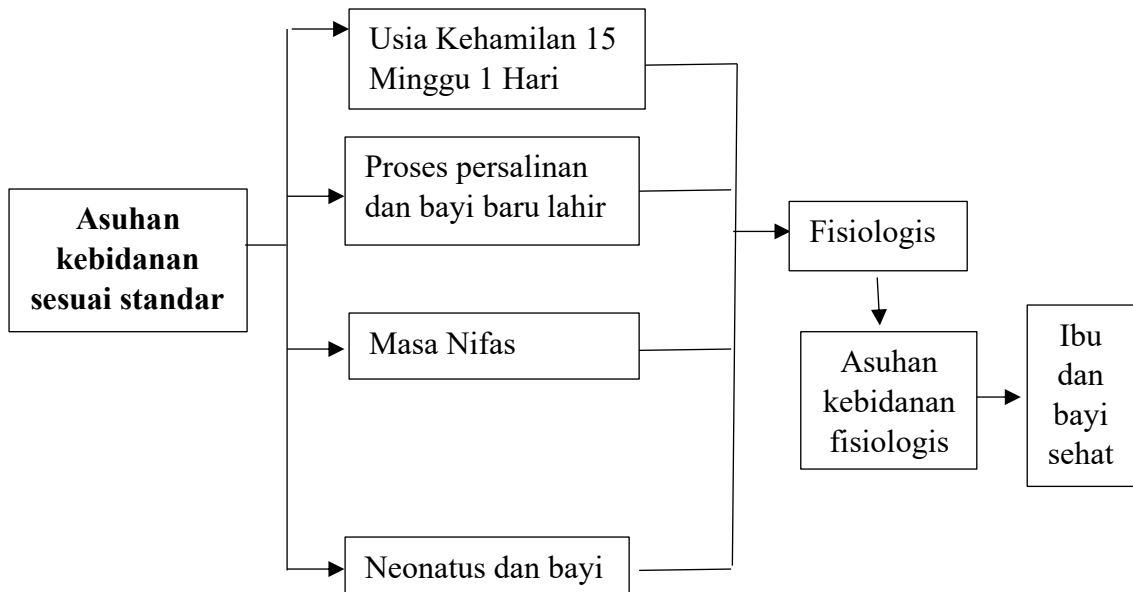 Asuhan
kebidanan
sesuai standar
Usia Kehamilan 15
Minggu 1 Hari
Proses persalinan
dan bayi baru lahir
Masa Nifas
Neonatus dan bayi
Fisiologis
Asuhan
kebidanan
fisiologis
Ibu
dan
bayi
sehat